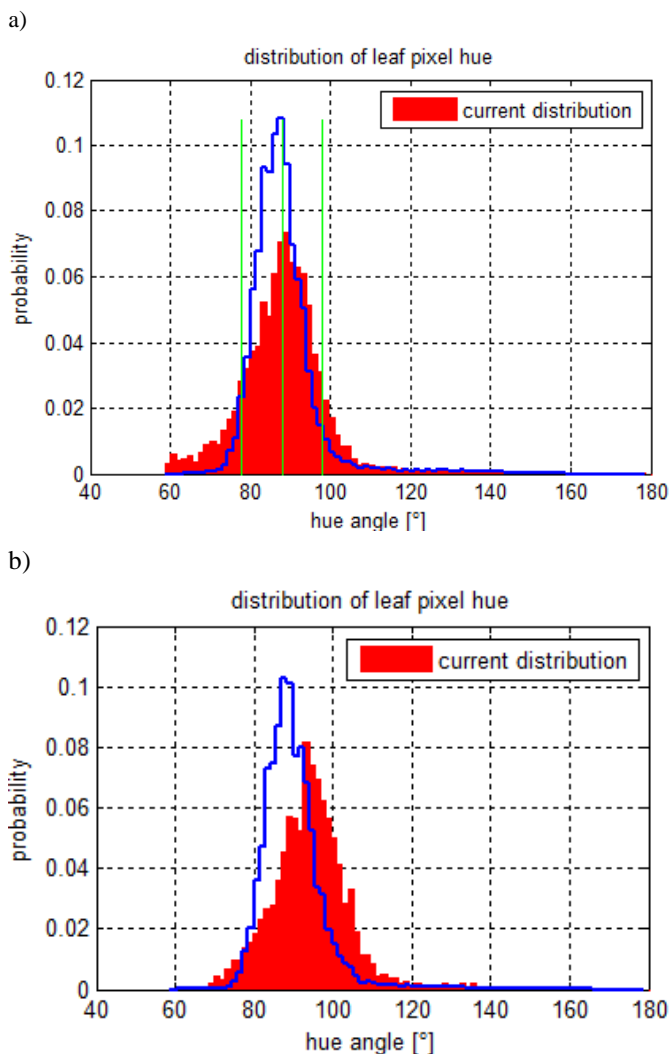 a)
distribution of leaf pixel hue
0.12
current distribution
0.1
0.08
0.06
0.04
0.02
0
probability
40 60 80 100 120 140 160 180
hue angle [°]
b)
distribution of leaf pixel hue
0.12
current distribution
0.1
0.08
0.06
0.04
0.02
0
probability
40 60 80 100 120 140 160 180
hue angle [°]